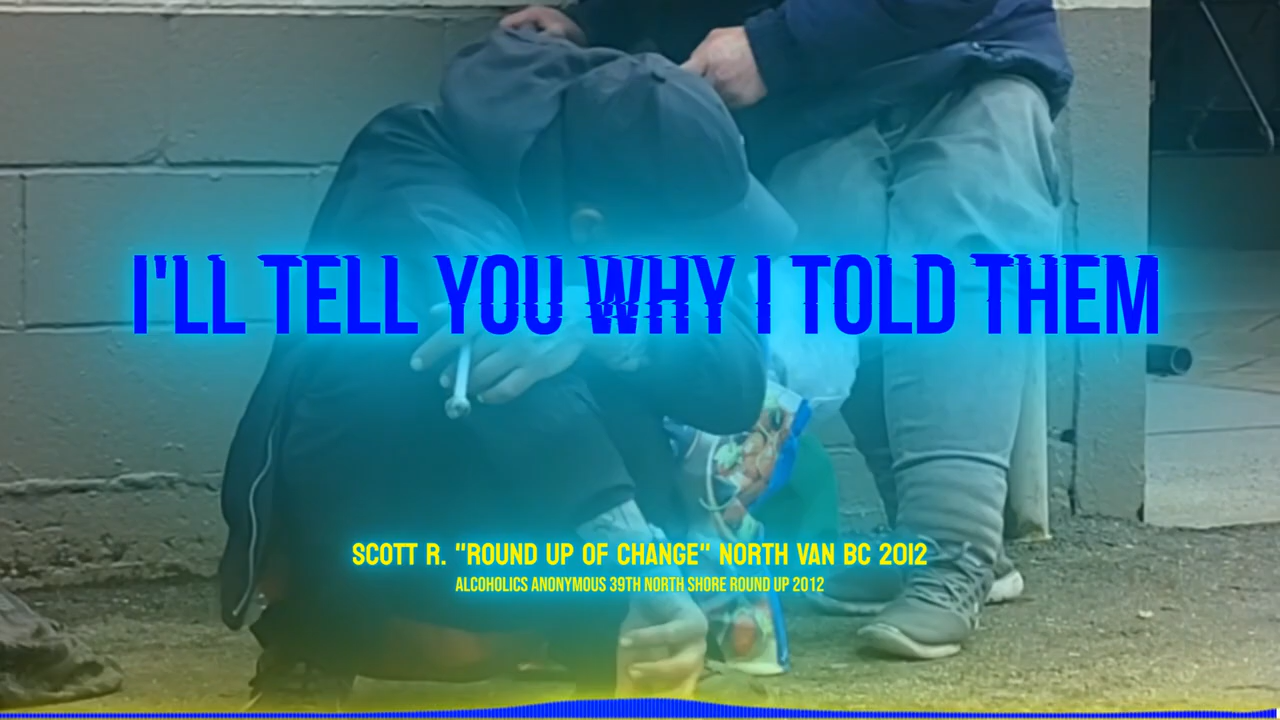 I'LL TELL YOU WHY I TOLD THEM
SCOTT R. "ROUND UP OF CHANGE" NORTH VAN BC 2012
ALCOHOLICS ANONYMOUS 39TH NORTH SHORE ROUND UP 2012